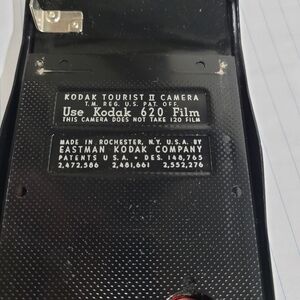 KODAK TOURIST II CAMERA
T.M. REG. U.S. PAT. OFF.
Use Kodak 620 Film
THIS CAMERA DOES NOT TAKE 120 FILM
MADE IN ROCHESTER, N.Y. U.S.A. BY
EASTMAN KODAK COMPANY
PATENTS U.S.A. • DES. 148,765
2,472,586 2,481,661 2,552,276